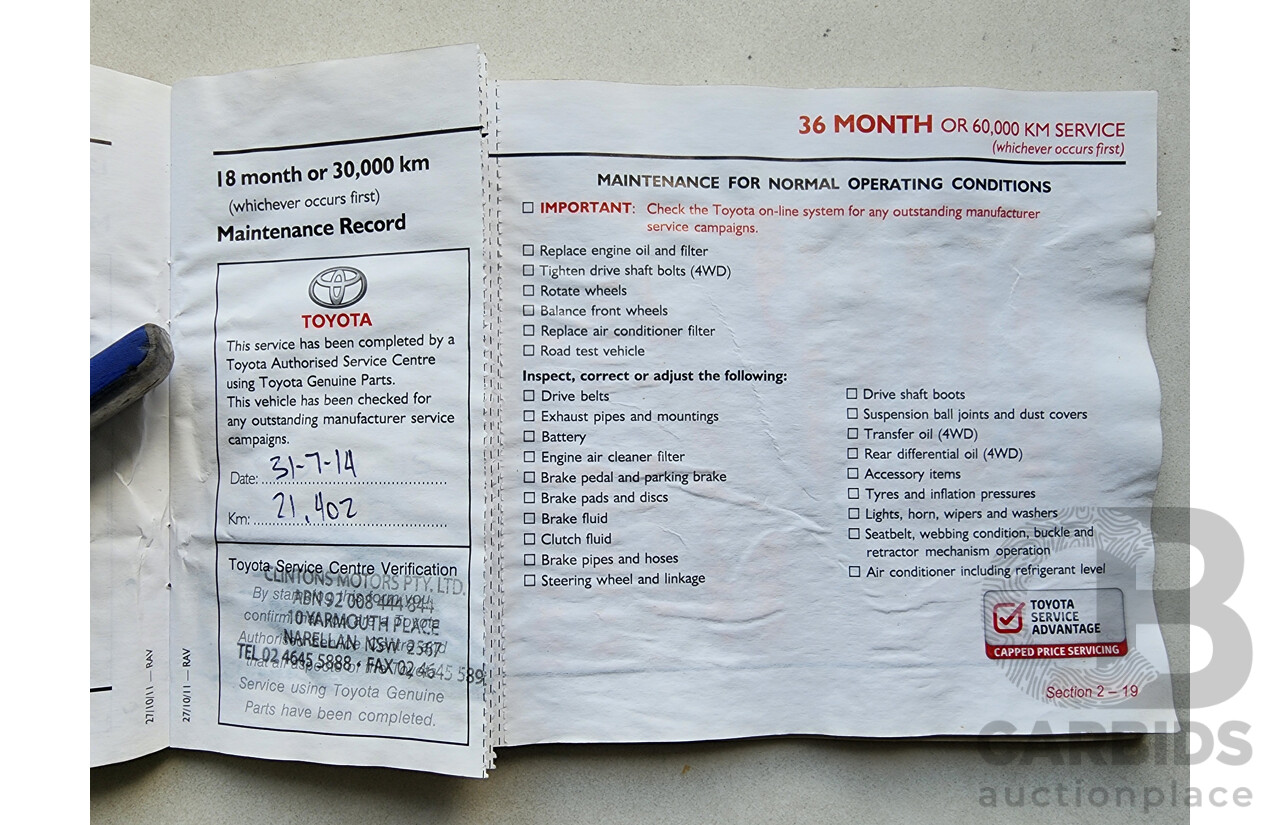 18 month or 30,000 km
(whichever occurs first)
Maintenance Record
TOYOTA
This service has been completed by a
Toyota Authorised Service Centre
using Toyota Genuine Parts.
This vehicle has been checked for
any outstanding manufacturer service
campaigns.
Date: 31-7-14
Km: 21,402
Toyota Service Centre Verification
CLINTONS MOTORS PTY. LTD.
By stamping this form you
ABN 92 008 444 644
confirm
10 YARMOUTH PLACE
NARELLAN NSW 2567
TEL 02 4645 5888 • FAX 02 4645 589
Service using Toyota Genuine
Parts have been completed.
27/10/11 — RAV
27/10/11 — RAV
36 MONTH OR 60,000 KM SERVICE
(whichever occurs first)
MAINTENANCE FOR NORMAL OPERATING CONDITIONS
IMPORTANT: Check the Toyota on-line system for any outstanding manufacturer
service campaigns.
Replace engine oil and filter
Tighten drive shaft bolts (4WD)
Rotate wheels
Balance front wheels
Replace air conditioner filter
Road test vehicle
Inspect, correct or adjust the following:
Drive belts
Exhaust pipes and mountings
Battery
Engine air cleaner filter
Brake pedal and parking brake
Brake pads and discs
Brake fluid
Clutch fluid
Brake pipes and hoses
Steering wheel and linkage
Drive shaft boots
Suspension ball joints and dust covers
Transfer oil (4WD)
Rear differential oil (4WD)
Accessory items
Tyres and inflation pressures
Lights, horn, wipers and washers
Seatbelt, webbing condition, buckle and
retractor mechanism operation
Air conditioner including refrigerant level
TOYOTA
SERVICE
ADVANTAGE
CAPPED PRICE SERVICING
Section 2 – 19
CARBIDS
auctionplace